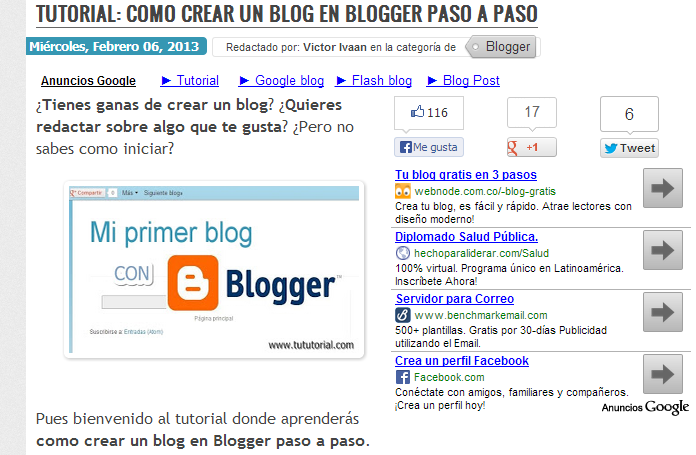 TUTORIAL: COMO CREAR UN BLOG EN BLOGGER PASO A PASO
Miércoles, Febrero 06, 2013
Redactado por: Victor Ivaan en la categoría de
Blogger
Anuncios Google
► Tutorial
► Google blog
► Flash blog
► Blog Post
¿Tienes ganas de crear un blog? ¿Quieres
redactar sobre algo que te gusta? ¿Pero no
sabes como iniciar?
Compartir 0 Más Siguiente blog»
Mi primer blog
CON
Blogger™
Página principal
Suscribirse a: Entradas (Atom)
www.tututorial.com
Pues bienvenido al tutorial donde aprenderás
como crear un blog en Blogger paso a paso.
116
17
6
Me gusta
g +1
Tweet
Tu blog gratis en 3 pasos
webnode.com.co/-blog-gratis
Crea tu blog, es fácil y rápido. Atrae lectores con
diseño moderno!
Diplomado Salud Pública.
hechoparaliderar.com/Salud
100% virtual. Programa único en Latinoamérica.
Inscríbete Ahora!
Servidor para Correo
www.benchmarkemail.com
500+ plantillas. Gratis por 30-días Publicidad
utilizando el Email.
Crea un perfil Facebook
Facebook.com
Conéctate con amigos, familiares y compañeros.
¡Crea un perfil hoy!
Anuncios Google